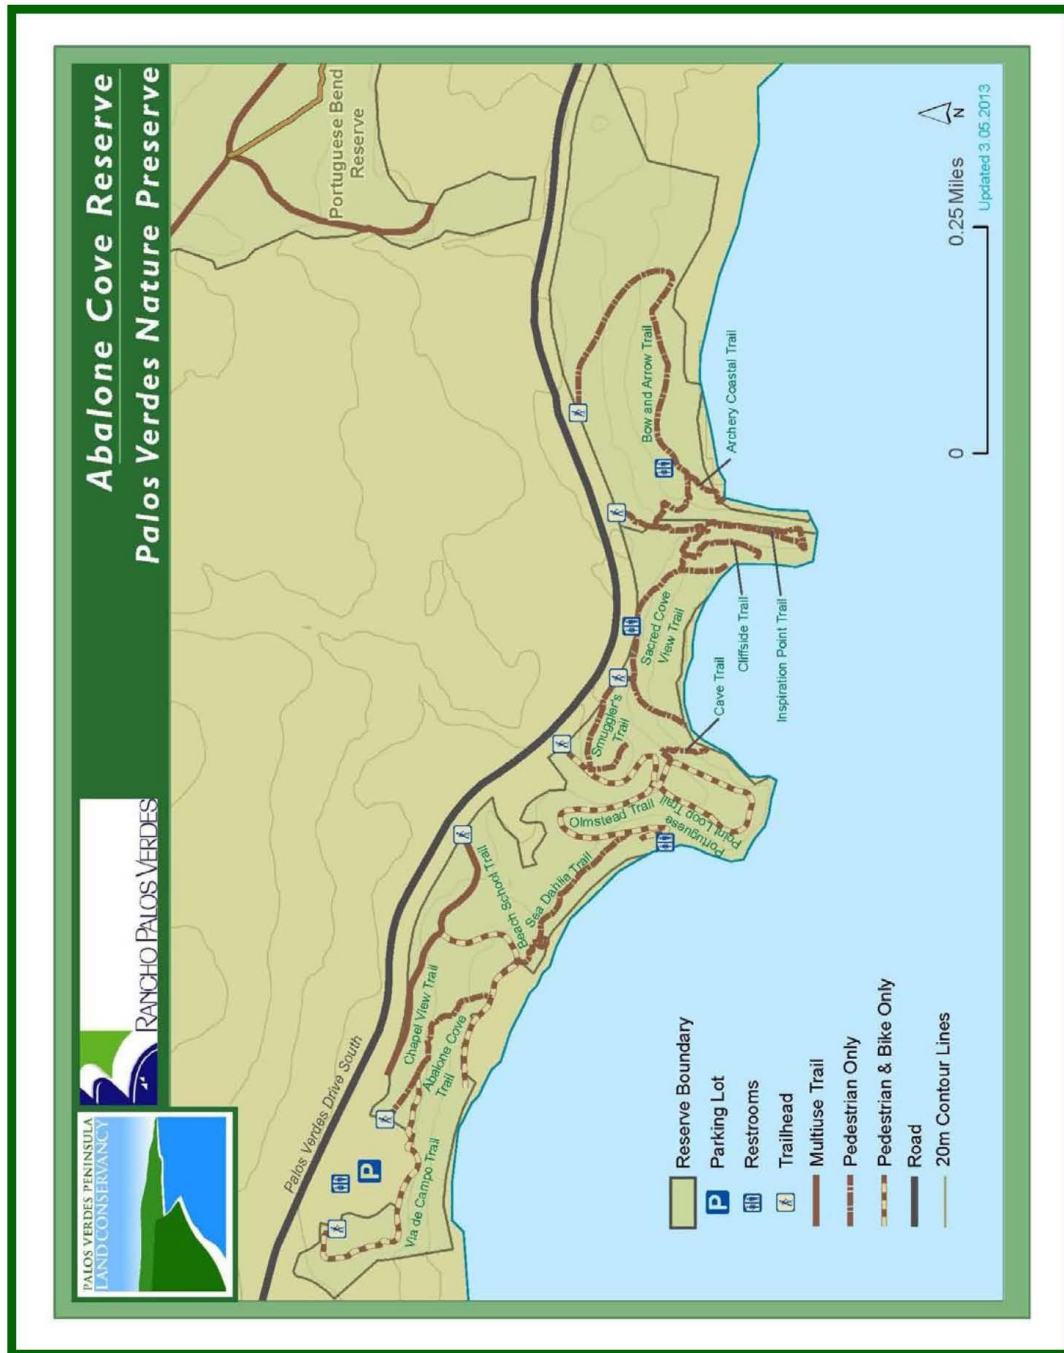 PALOS VERDES PENINSULA
LAND CONSERVANCY
RANCHO PALOS VERDES
Abalone Cove Reserve
Palos Verdes Nature Preserve
Portuguese Bend
Reserve
Palos Verdes Drive South
Via de Campo Trail
Chapel View Trail
Abalone Cove
Trail
Beach School Trail
Sea Dahlia Trail
Olmstead Trail
Portuguese
Point Loop Trail
Smuggler's
Trail
Cave Trail
Sacred Cove
View Trail
Cliffside Trail
Inspiration Point Trail
Bow and Arrow Trail
Archery Coastal Trail
Reserve Boundary
P
Parking Lot
Restrooms
Trailhead
Multiuse Trail
Pedestrian Only
Pedestrian & Bike Only
Road
20m Contour Lines
P
0
0.25 Miles
N
Updated 3.05.2013